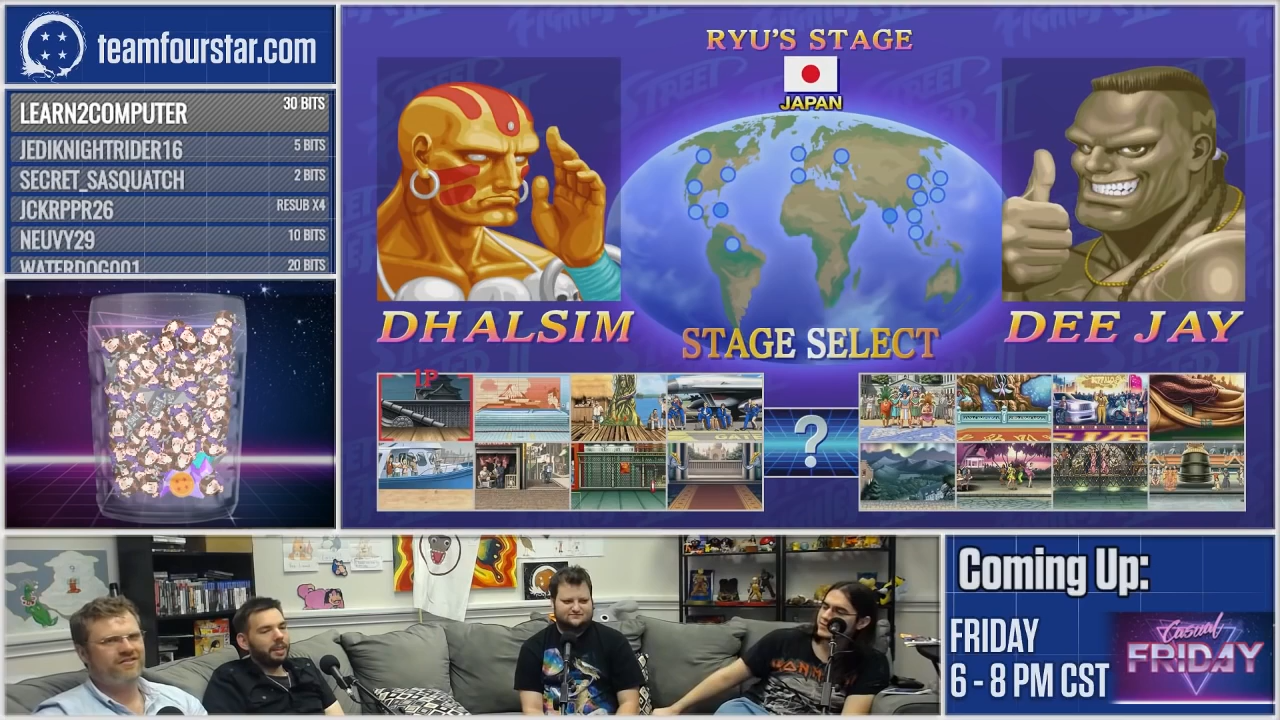 teamfourstar.com
LEARN2COMPUTER 30 BITS
JEDIKNIGHTRIDER16 5 BITS
SECRET_SASQUATCH 2 BITS
JCKRPPR26 RESUB X4
NEUVY29 10 BITS
WATERDOG001 20 BITS
RYU'S STAGE
JAPAN
DHALSIM
DEE JAY
STAGE SELECT
1P
?
Coming Up:
FRIDAY
6 - 8 PM CST
Casual
FRIDAY